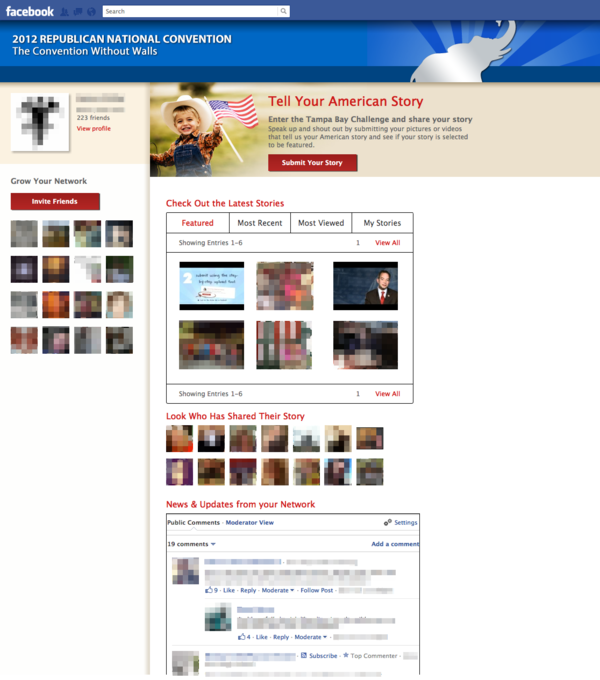 facebook
Search
2012 REPUBLICAN NATIONAL CONVENTION
The Convention Without Walls
223 friends
View profile
Tell Your American Story
Enter the Tampa Bay Challenge and share your story
Speak up and shout out by submitting your pictures or videos
that tell us your American story and see if your story is selected
to be featured.
Submit Your Story
Grow Your Network
Invite Friends
Check Out the Latest Stories
Featured
Most Recent
Most Viewed
My Stories
Showing Entries 1-6
1
View All
2
submit using the step-
by-step upload tool
Showing Entries 1-6
1
View All
Look Who Has Shared Their Story
News & Updates from your Network
Public Comments · Moderator View
Settings
19 comments
Add a comment
9 · Like · Reply · Moderate · Follow Post ·
4 · Like · Reply · Moderate ·
· Subscribe · Top Commenter ·